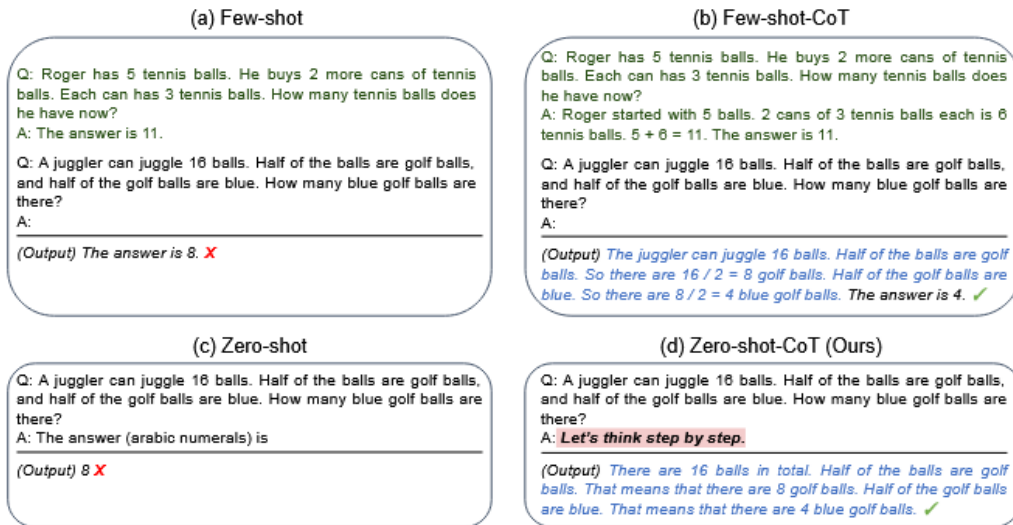 (a) Few-shot
Q: Roger has 5 tennis balls. He buys 2 more cans of tennis
balls. Each can has 3 tennis balls. How many tennis balls does
he have now?
A: The answer is 11.
Q: A juggler can juggle 16 balls. Half of the balls are golf balls,
and half of the golf balls are blue. How many blue golf balls are
there?
A:
(Output) The answer is 8. X
(b) Few-shot-CoT
Q: Roger has 5 tennis balls. He buys 2 more cans of tennis
balls. Each can has 3 tennis balls. How many tennis balls does
he have now?
A: Roger started with 5 balls. 2 cans of 3 tennis balls each is 6
tennis balls. 5 + 6 = 11. The answer is 11.
Q: A juggler can juggle 16 balls. Half of the balls are golf balls,
and half of the golf balls are blue. How many blue golf balls are
there?
A:
(Output) The juggler can juggle 16 balls. Half of the balls are golf
balls. So there are 16 / 2 = 8 golf balls. Half of the golf balls are
blue. So there are 8 / 2 = 4 blue golf balls. The answer is 4. ✓
(c) Zero-shot
Q: A juggler can juggle 16 balls. Half of the balls are golf balls,
and half of the golf balls are blue. How many blue golf balls are
there?
A: The answer (arabic numerals) is
(Output) 8 X
(d) Zero-shot-CoT (Ours)
Q: A juggler can juggle 16 balls. Half of the balls are golf balls,
and half of the golf balls are blue. How many blue golf balls are
there?
A: Let's think step by step.
(Output) There are 16 balls in total. Half of the balls are golf
balls. That means that there are 8 golf balls. Half of the golf balls
are blue. That means that there are 4 blue golf balls. ✓